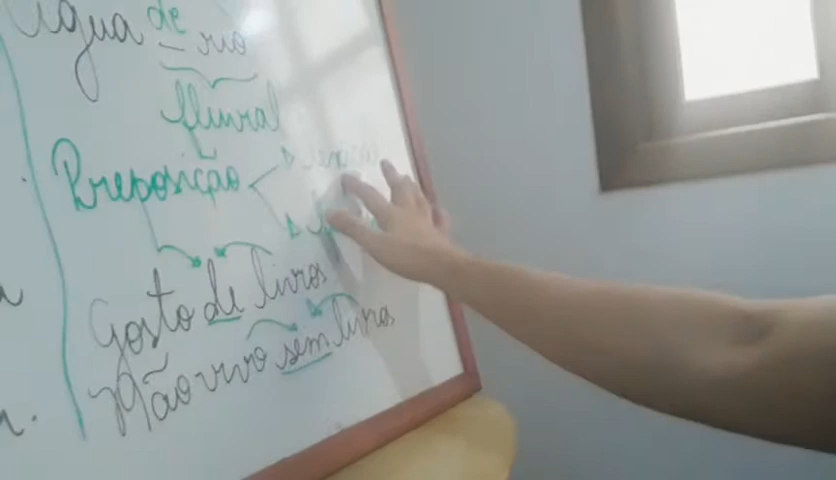 água de rio
fluvial
Preposição
Gosto de livros
Não vivo sem livros